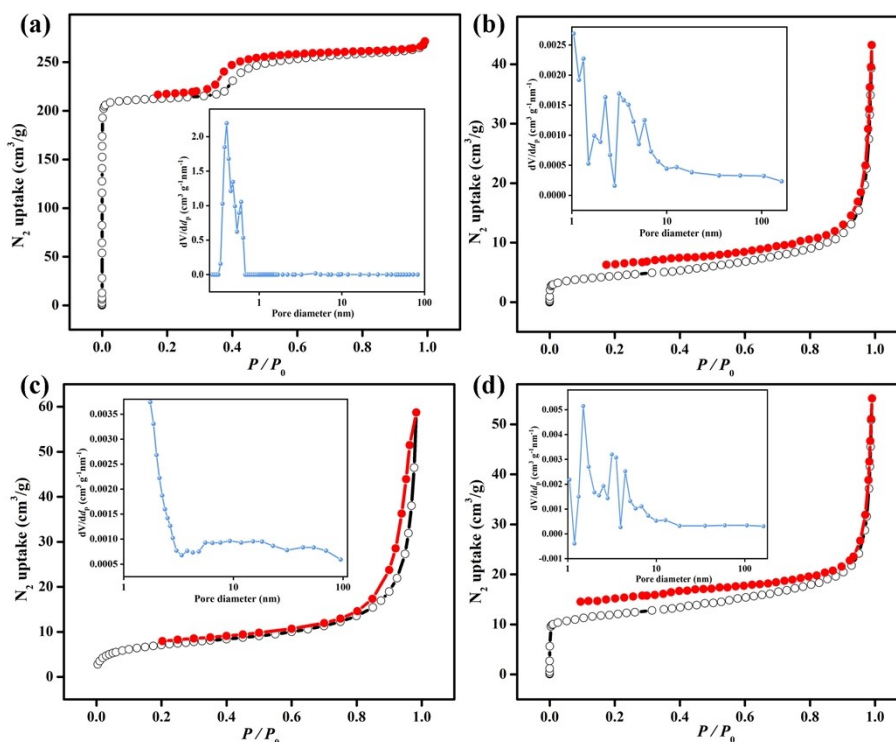 (a)
N₂ uptake (cm³/g)
250
200
150
100
50
0
0.0 0.2 0.4 0.6 0.8 1.0
P / P₀
dV/ddₚ (cm³ g⁻¹nm⁻¹)
2.0
1.5
1.0
0.5
0.0
1 10 100
Pore diameter (nm)
(b)
N₂ uptake (cm³/g)
40
30
20
10
0
0.0 0.2 0.4 0.6 0.8 1.0
P / P₀
dV/ddₚ (cm³ g⁻¹nm⁻¹)
0.0025
0.0020
0.0015
0.0010
0.0005
0.0000
1 10 100
Pore diameter (nm)
(c)
N₂ uptake (cm³/g)
60
50
40
30
20
10
0
0.0 0.2 0.4 0.6 0.8 1.0
P / P₀
dV/ddₚ (cm³ g⁻¹nm⁻¹)
0.0035
0.0030
0.0025
0.0020
0.0015
0.0010
0.0005
0.0000
1 10 100
Pore diameter (nm)
(d)
N₂ uptake (cm³/g)
50
40
30
20
10
0
0.0 0.2 0.4 0.6 0.8 1.0
P / P₀
dV/ddₚ (cm³ g⁻¹nm⁻¹)
0.005
0.004
0.003
0.002
0.001
0.000
-0.001
1 10 100
Pore diameter (nm)